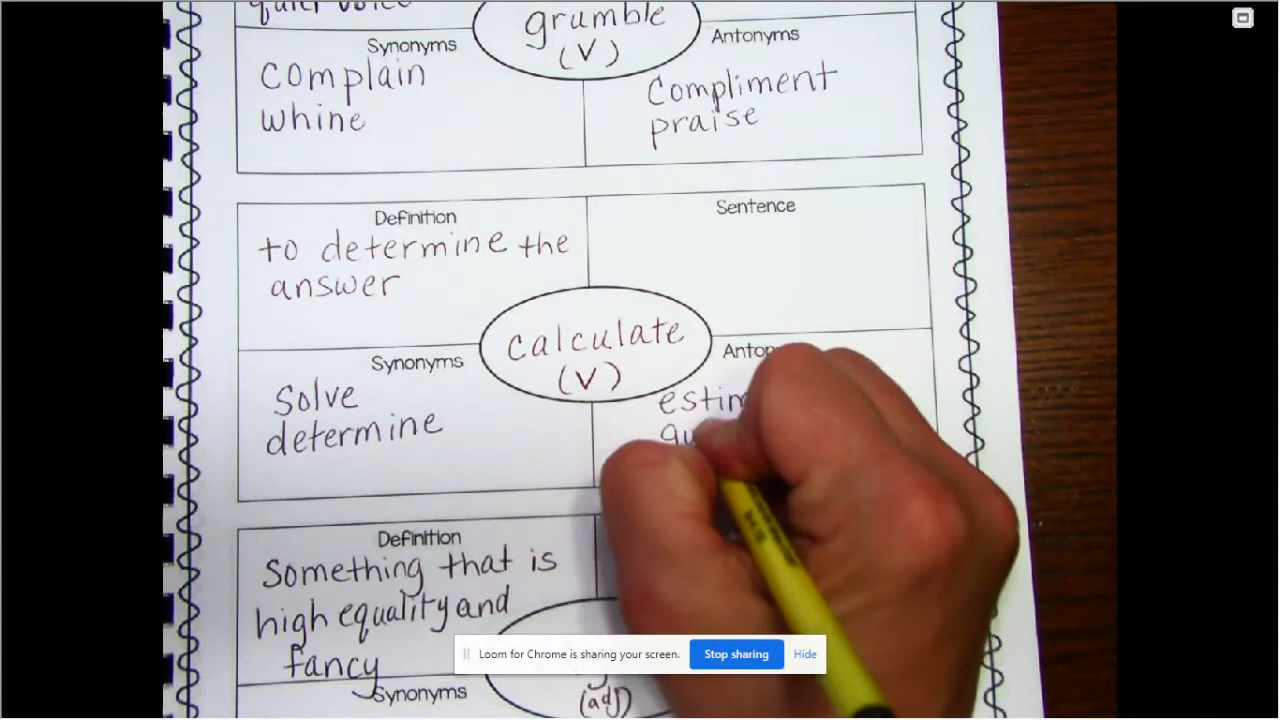 grumble
(V)
Synonyms
complain
whine
Antonyms
Compliment
praise
Definition
to determine the
answer
Sentence
calculate
(V)
Synonyms
Solve
determine
Definition
Something that is
high equality and
fancy
Synonyms
(adj)
Loom for Chrome is sharing your screen.
Stop sharing
Hide